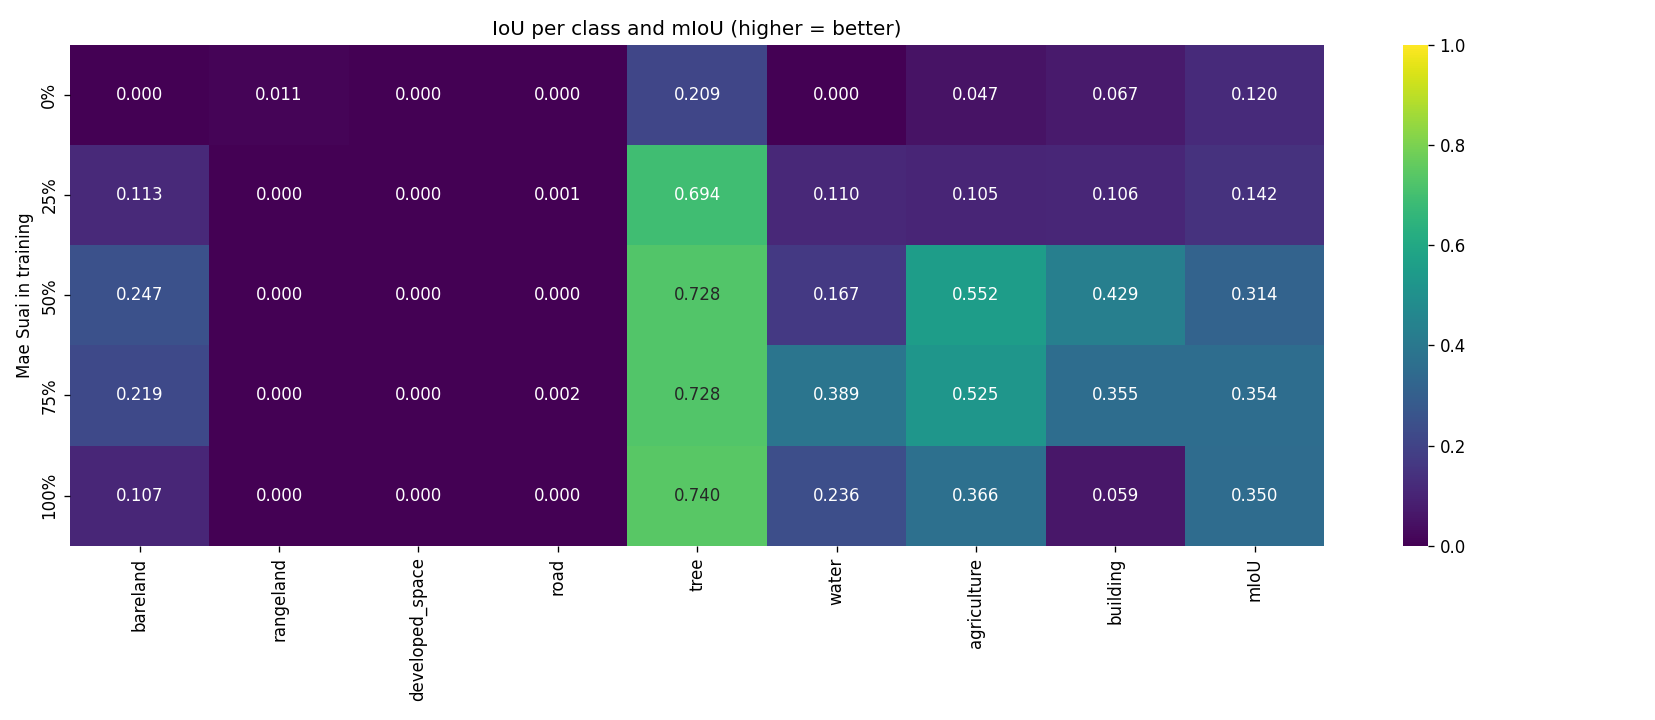 IoU per class and mIoU (higher = better)
Mae Suai in training
0% 0.000 0.011 0.000 0.000 0.209 0.000 0.047 0.067 0.120
25% 0.113 0.000 0.000 0.001 0.694 0.110 0.105 0.106 0.142
50% 0.247 0.000 0.000 0.000 0.728 0.167 0.552 0.429 0.314
75% 0.219 0.000 0.000 0.002 0.728 0.389 0.525 0.355 0.354
100% 0.107 0.000 0.000 0.000 0.740 0.236 0.366 0.059 0.350
bareland rangeland developed_space road tree water agriculture building mIoU
1.0
0.8
0.6
0.4
0.2
0.0